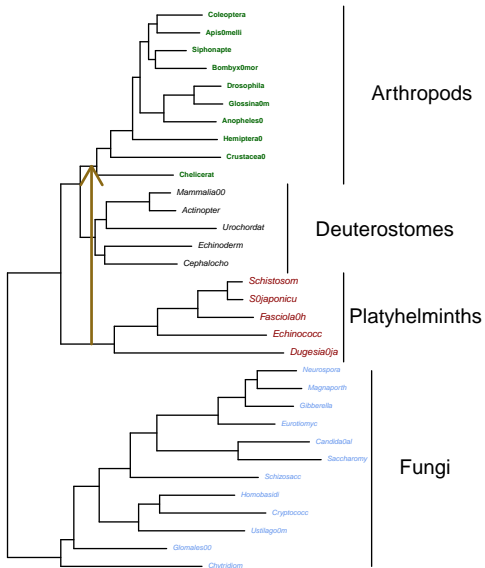 Coleoptera
Apis0melli
Siphonapte
Bombyx0mor
Drosophila
Glossina0m
Anopheles0
Hemiptera0
Crustacea0
Chelicerat
Arthropods
Mammalia00
Actinopter
Urochordat
Echinoderm
Cephalocho
Deuterostomes
Schistosom
S0japonicu
Fasciola0h
Echinococc
Dugesia0ja
Platyhelminths
Neurospora
Magnaporth
Gibberella
Eurotiomyc
Candida0al
Saccharomy
Schizosacc
Homobasidi
Cryptococc
Ustilago0m
Glomales00
Chytridiom
Fungi